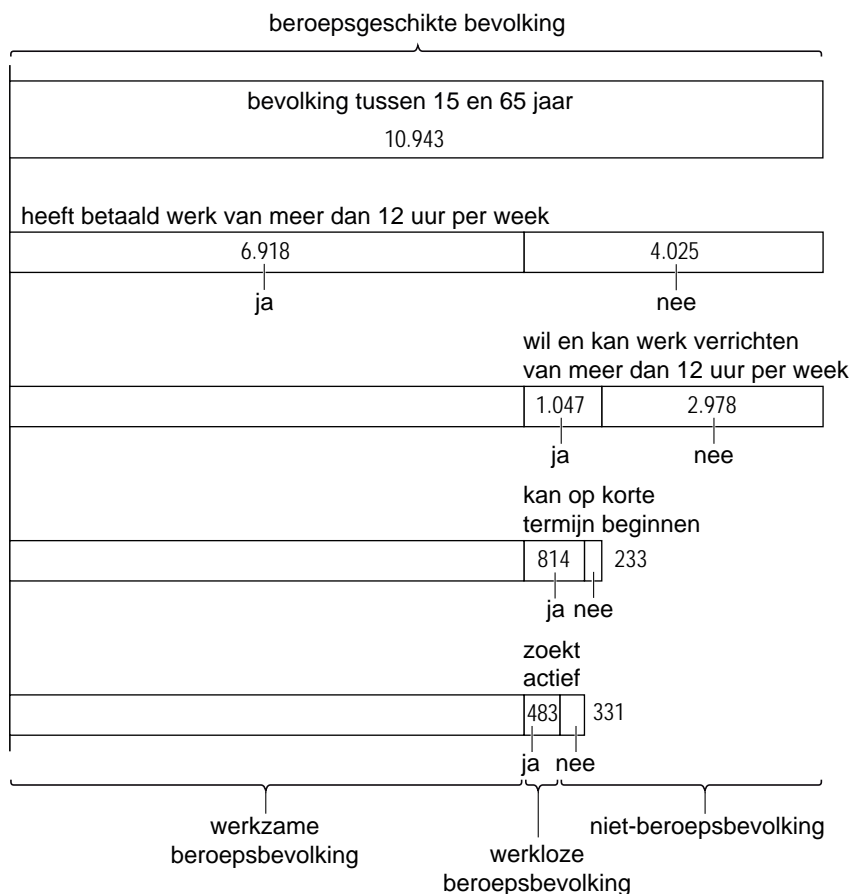 beroepsgeschikte bevolking
bevolking tussen 15 en 65 jaar
10.943
heeft betaald werk van meer dan 12 uur per week
6.918 4.025
ja nee
wil en kan werk verrichten
van meer dan 12 uur per week
1.047 2.978
ja nee
kan op korte
termijn beginnen
814 233
ja nee
zoekt
actief
483 331
ja nee
werkzame
beroepsbevolking
werkloze
beroepsbevolking
niet-beroepsbevolking